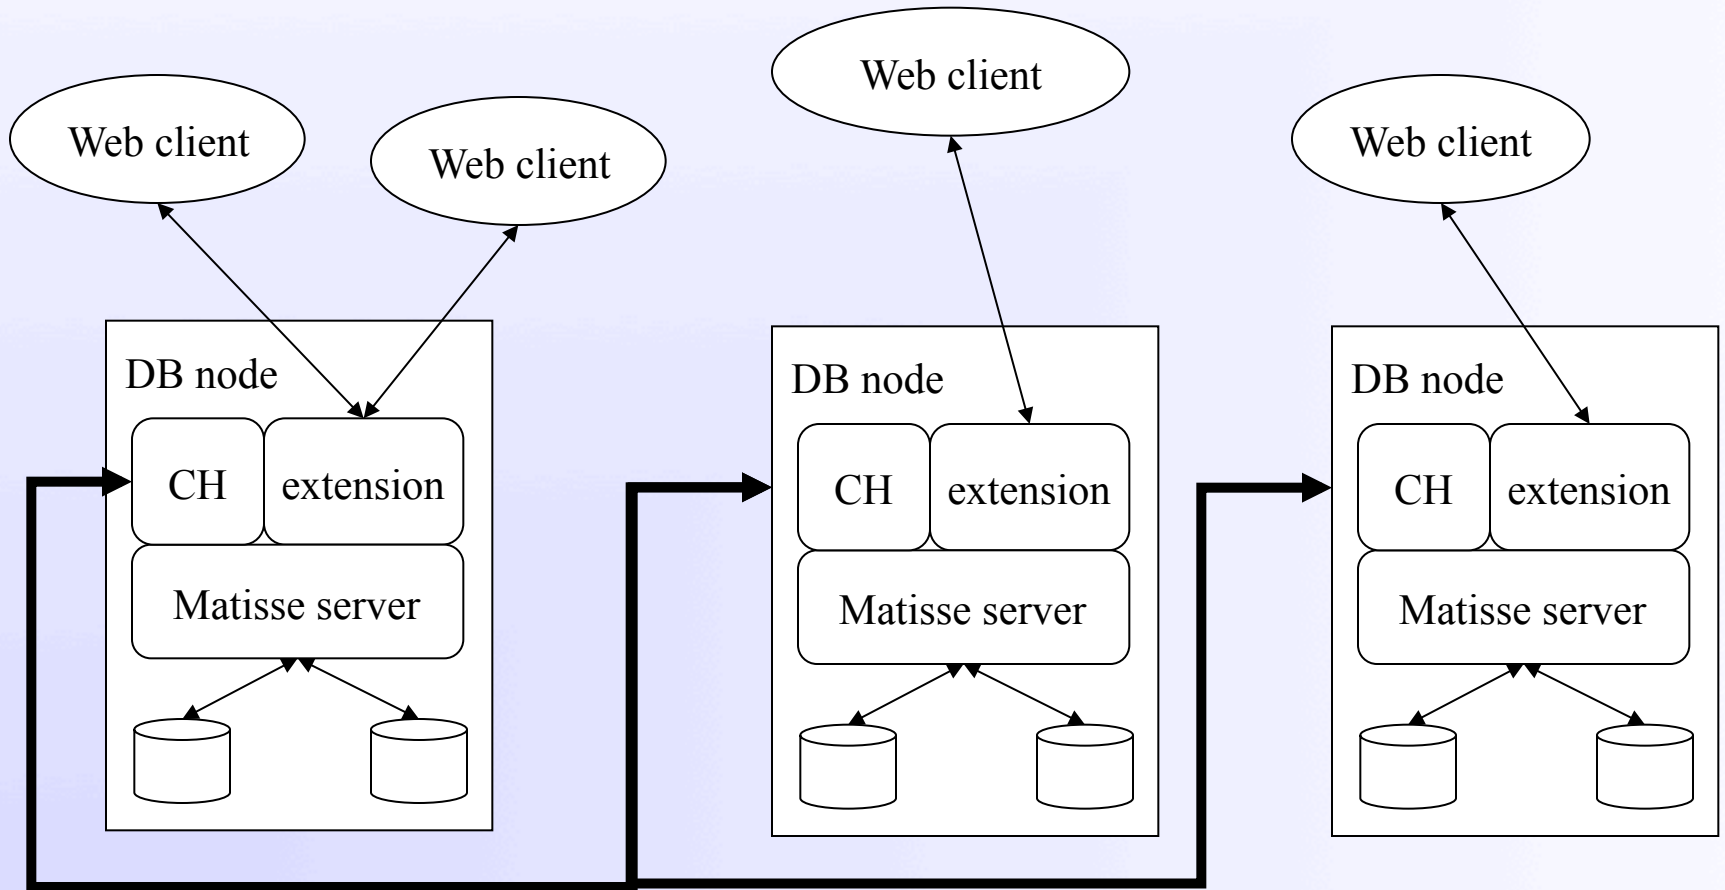 Web client
Web client
Web client
Web client
DB node
CH
extension
Matisse server
DB node
CH
extension
Matisse server
DB node
CH
extension
Matisse server